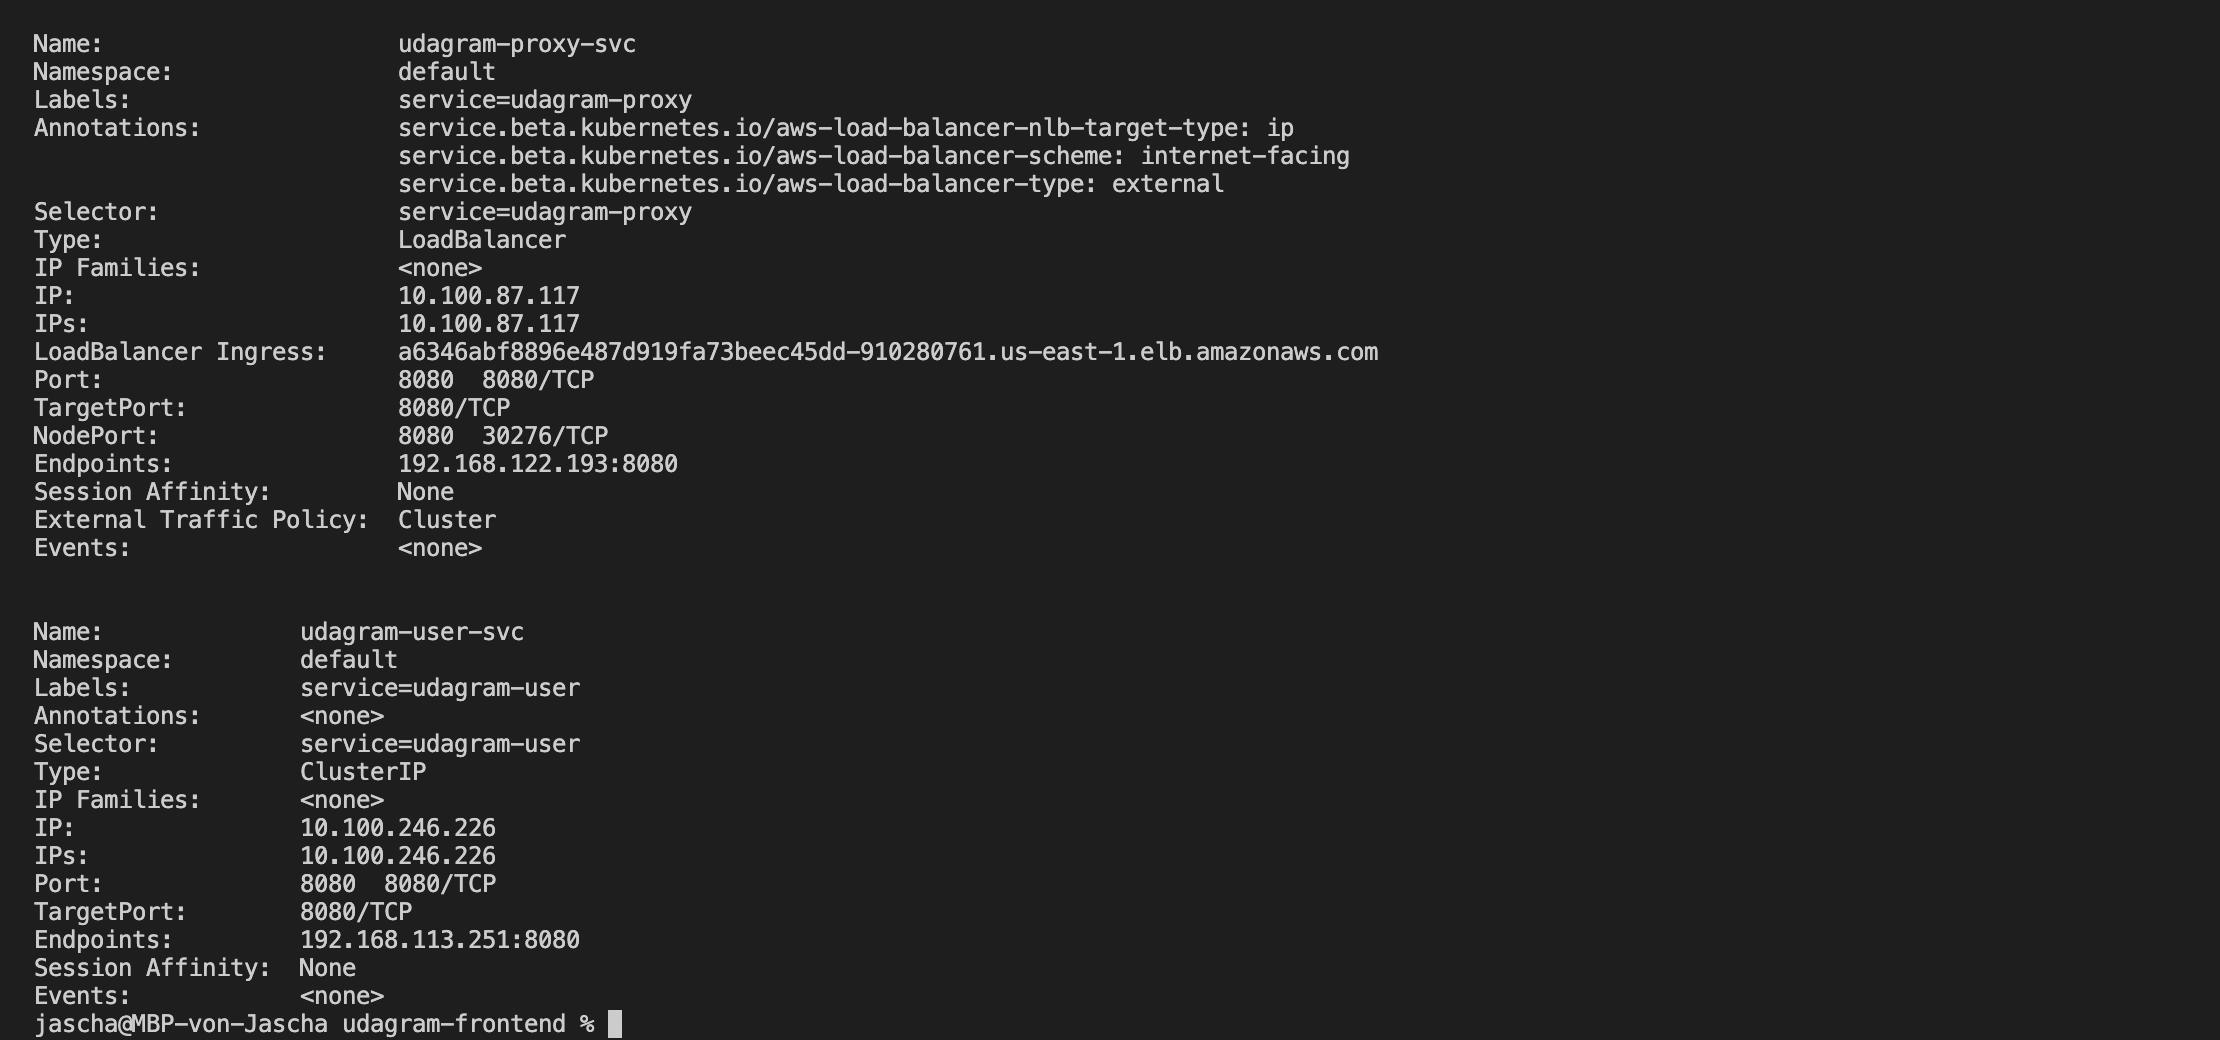 Name:                     udagram-proxy-svc
Namespace:                default
Labels:                   service=udagram-proxy
Annotations:              service.beta.kubernetes.io/aws-load-balancer-nlb-target-type: ip
                          service.beta.kubernetes.io/aws-load-balancer-scheme: internet-facing
                          service.beta.kubernetes.io/aws-load-balancer-type: external
Selector:                 service=udagram-proxy
Type:                     LoadBalancer
IP Families:              <none>
IP:                       10.100.87.117
IPs:                      10.100.87.117
LoadBalancer Ingress:     a6346abf8896e487d919fa73beec45dd-910280761.us-east-1.elb.amazonaws.com
Port:                     8080  8080/TCP
TargetPort:               8080/TCP
NodePort:                 8080  30276/TCP
Endpoints:                192.168.122.193:8080
Session Affinity:         None
External Traffic Policy:  Cluster
Events:                   <none>
Name:              udagram-user-svc
Namespace:         default
Labels:            service=udagram-user
Annotations:       <none>
Selector:          service=udagram-user
Type:              ClusterIP
IP Families:       <none>
IP:                10.100.246.226
IPs:               10.100.246.226
Port:              8080  8080/TCP
TargetPort:        8080/TCP
Endpoints:         192.168.113.251:8080
Session Affinity:  None
Events:            <none>
jascha@MBP-von-Jascha udagram-frontend %